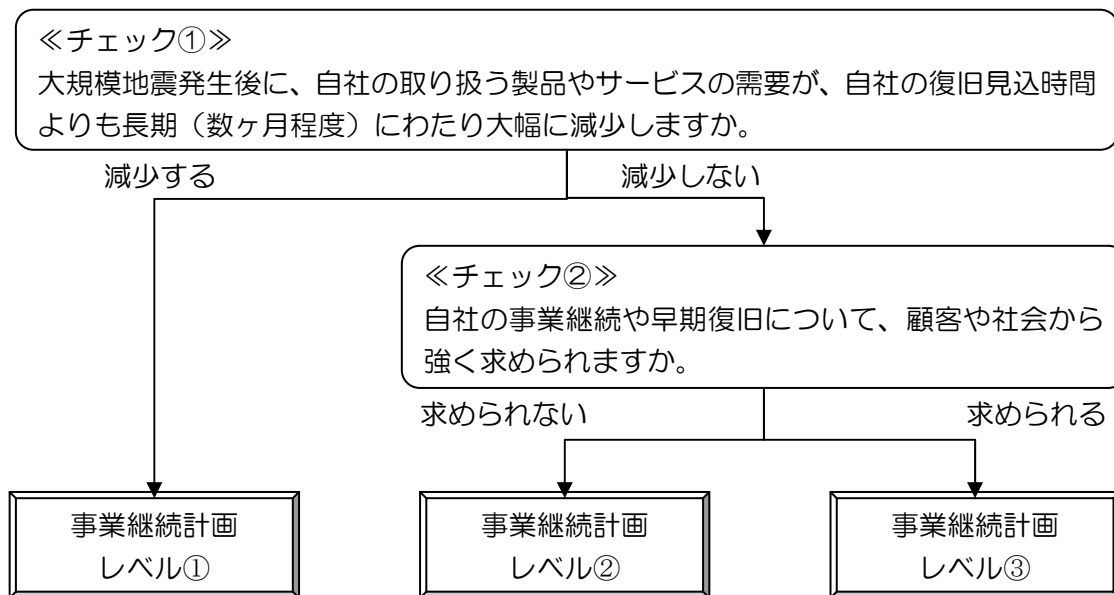 ≪チェック①≫
大規模地震発生後に、自社の取り扱う製品やサービスの需要が、自社の復旧見込時間
よりも長期（数ヶ月程度）にわたり大幅に減少しますか。
減少する
減少しない
≪チェック②≫
自社の事業継続や早期復旧について、顧客や社会から
強く求められますか。
求められない
求められる
事業継続計画
レベル①
事業継続計画
レベル②
事業継続計画
レベル③